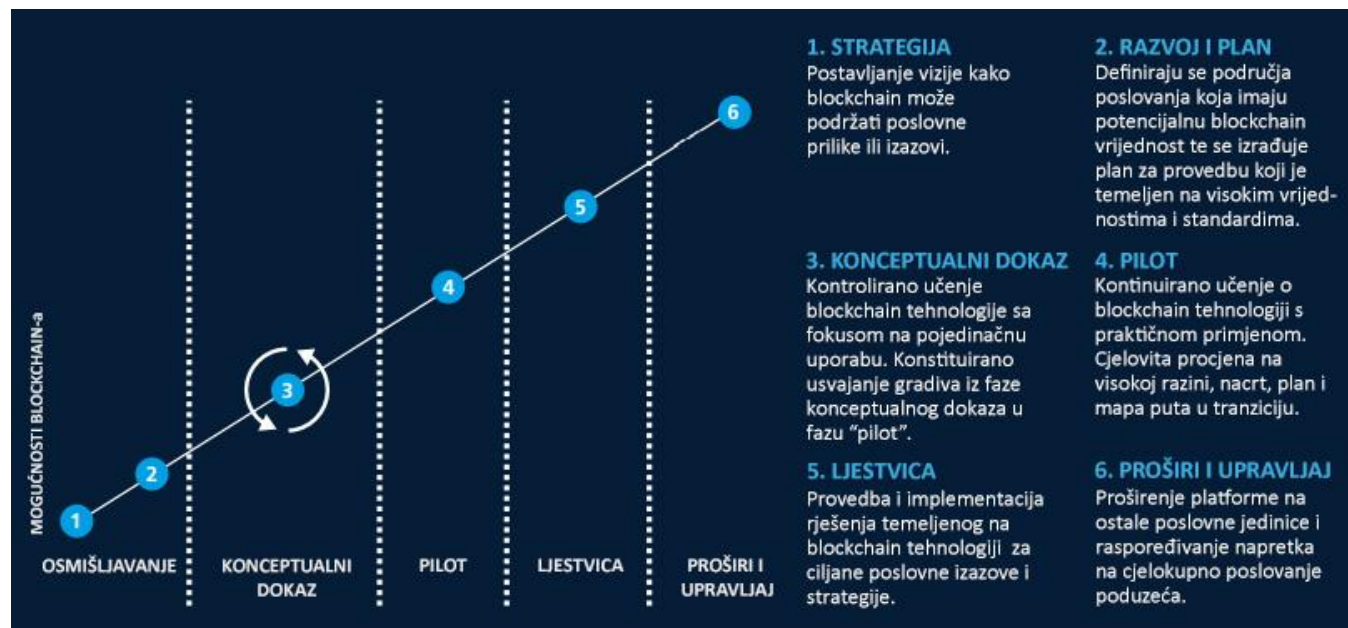 MOGUĆNOSTI BLOCKCHAIN-a
1
2
3
4
5
6
OSMIŠLJAVANJE
KONCEPTUALNI
DOKAZ
PILOT
LJESTVICA
PROŠIRI I
UPRAVLJAJ
1. STRATEGIJA
Postavljanje vizije kako
blockchain može
podržati poslovne
prilike ili izazovi.
2. RAZVOJ I PLAN
Definiraju se područja
poslovanja koja imaju
potencijalnu blockchain
vrijednost te se izrađuje
plan za provedbu koji je
temeljen na visokim vrijed-
nostima i standardima.
3. KONCEPTUALNI DOKAZ
Kontrolirano učenje
blockchain tehnologije sa
fokusom na pojedinačnu
uporabu. Konstituirano
usvajanje gradiva iz faze
konceptualnog dokaza u
fazu “pilot”.
4. PILOT
Kontinuirano učenje o
blockchain tehnologiji s
praktičnom primjenom.
Cjelovita procjena na
visokoj razini, nacrt, plan i
mapa puta u tranziciju.
5. LJESTVICA
Provedba i implementacija
rješenja temeljenog na
blockchain tehnologiji za
ciljane poslovne izazove i
strategije.
6. PROŠIRI I UPRAVLJAJ
Proširenje platforme na
ostale poslovne jedinice i
raspoređivanje napretka
na cjelokupno poslovanje
poduzeća.